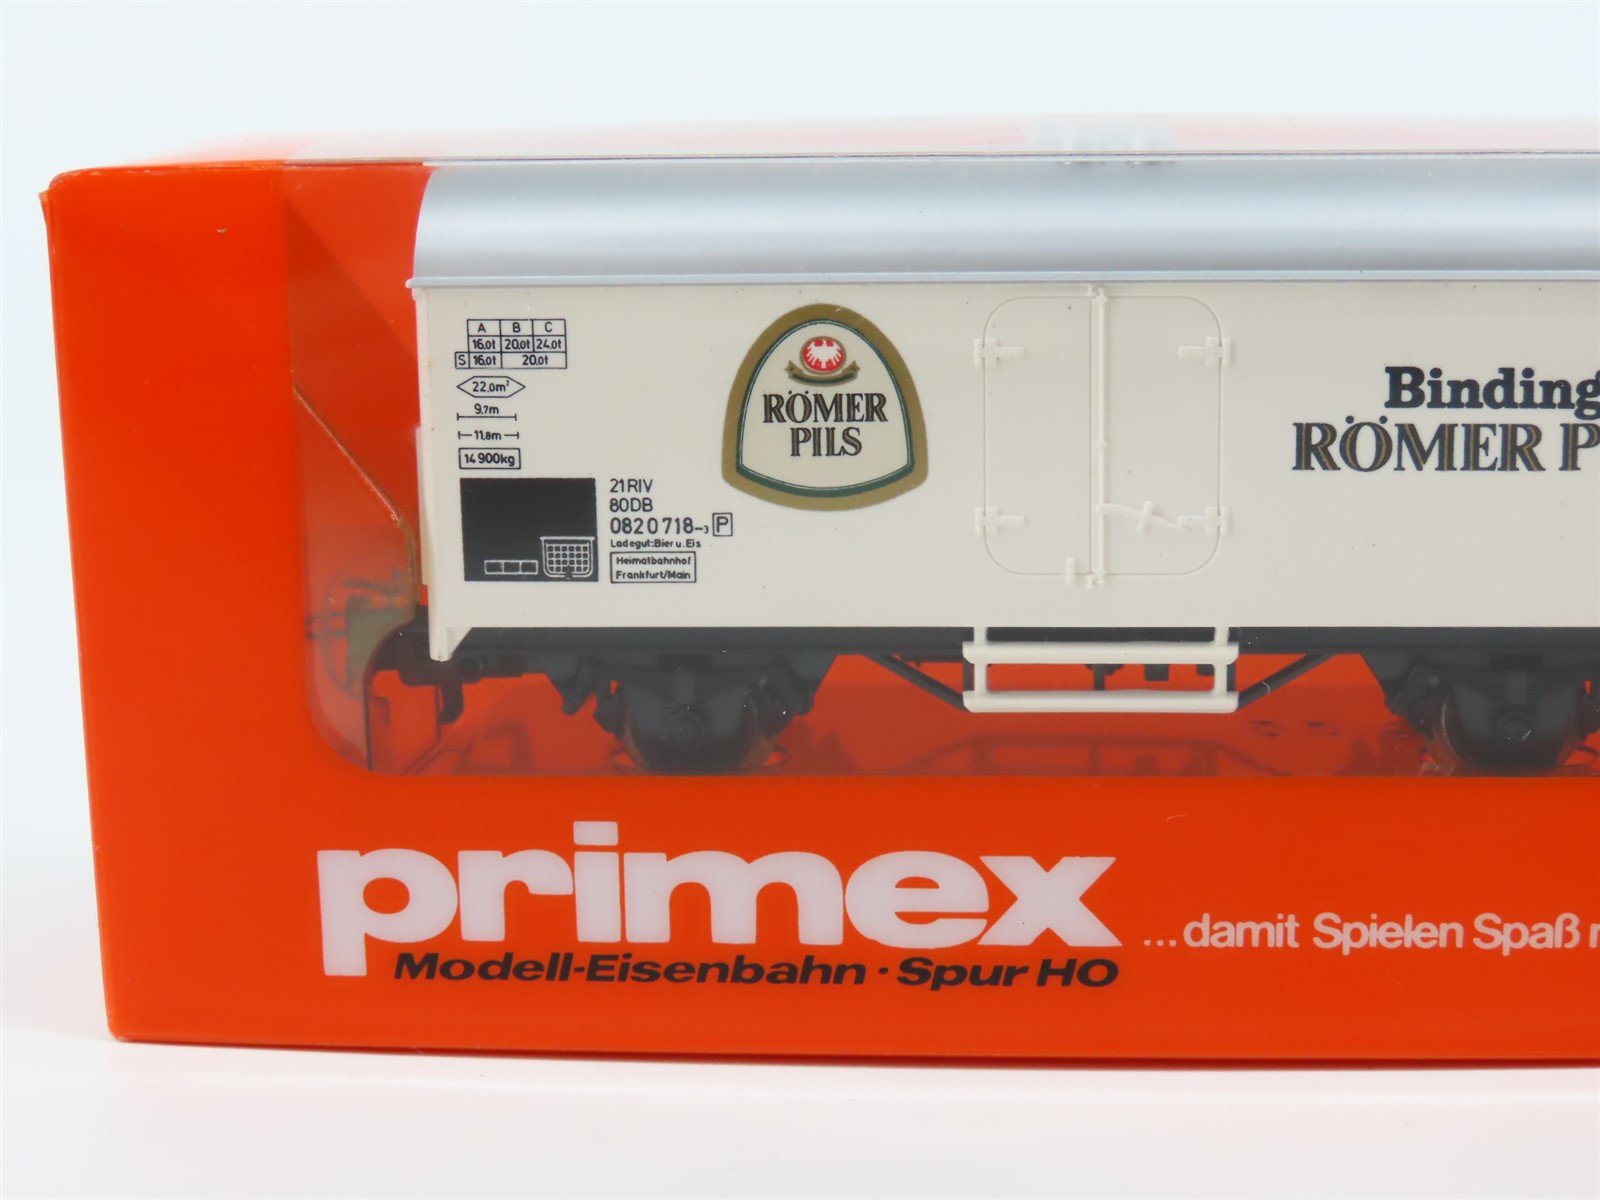 A B C
16.0t 20.0t 24.0t
S 16.0t 20.0t
22.0m²
9.7m
11.8m
14 900kg
21 RIV
80 DB
082 0 718-3 P
Ladegut: Bier u. Eis
Heimatbahnhof
Frankfurt/Main
RÖMER
PILS
Binding
RÖMER P
primex
Modell-Eisenbahn · Spur HO
...damit Spielen Spaß